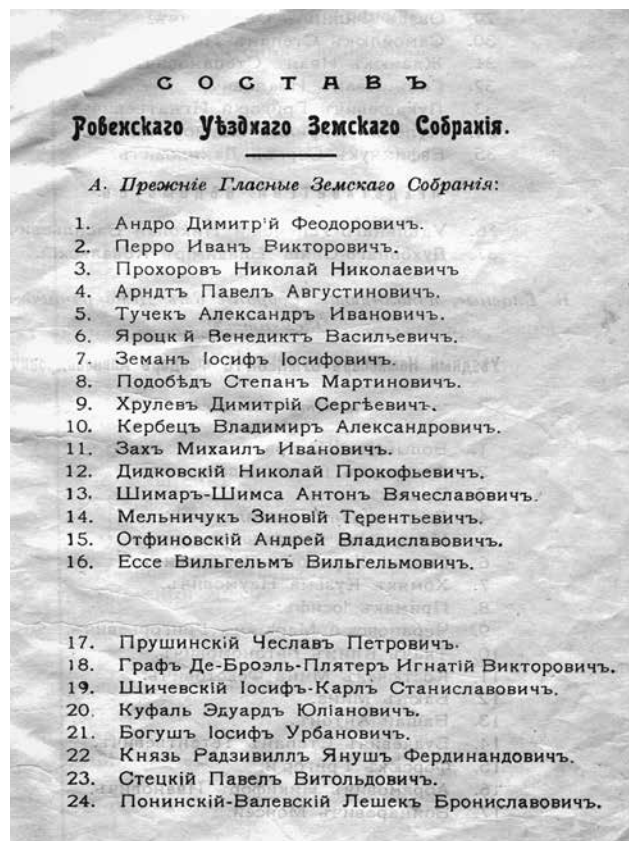 СОСТАВЪ
Ровенскаго Уѣзднаго Земскаго Собранія.
А. Прежніе Гласные Земскаго Собранія:
1. Андро Димитрій Феодоровичъ.
2. Перро Иванъ Викторовичъ.
3. Прохоровъ Николай Николаевич
4. Арндтъ Павелъ Августиновичъ.
5. Тучекъ Александръ Ивановичъ.
6. Яроцк й Венедиктъ Васильевичъ.
7. Земанъ Іосифъ Іосифовичъ.
8. Подобѣдъ Степанъ Мартиновичъ.
9. Хрулевъ Димитрій Сергѣевичъ.
10. Кербецъ Владимиръ Александровичъ.
11. Захъ Михаилъ Ивановичъ.
12. Дидковскій Николай Прокофьевичъ.
13. Шимаръ-Шимса Антонъ Вячеславовичъ.
14. Мельничукъ Зиновій Терентьевичъ.
15. Отфиновскій Андрей Владиславовичъ.
16. Ессе Вильгельмъ Вильгельмовичъ.
17. Прушинскій Чеславъ Петровичъ.
18. Графъ Де-Броэль-Плятеръ Игнатій Викторовичъ.
19. Шичевскій Іосифъ-Карлъ Станиславовичъ.
20. Куфаль Эдуардъ Юліановичъ.
21. Богушъ Іосифъ Урбановичъ.
22 Князь Радзивиллъ Янушъ Фердинандовичъ.
23. Стецкій Павелъ Витольдовичъ.
24. Понинскій-Валевскій Лешекъ Брониславовичъ.